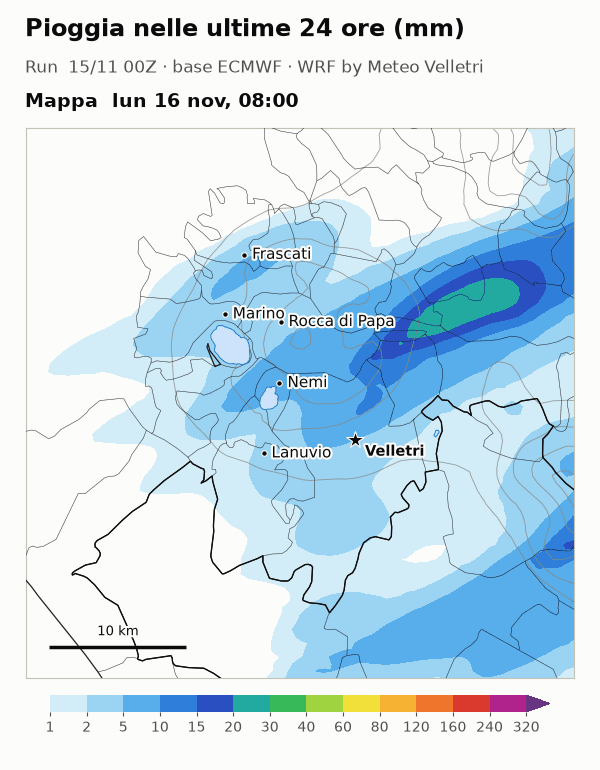 Pioggia nelle ultime 24 ore (mm)
Run  15/11 00Z · base ECMWF · WRF by Meteo Velletri
Mappa  lun 16 nov, 08:00
Frascati
Marino
Rocca di Papa
Nemi
Velletri
Lanuvio
10 km
1 2 5 10 15 20 30 40 60 80 120 160 240 320